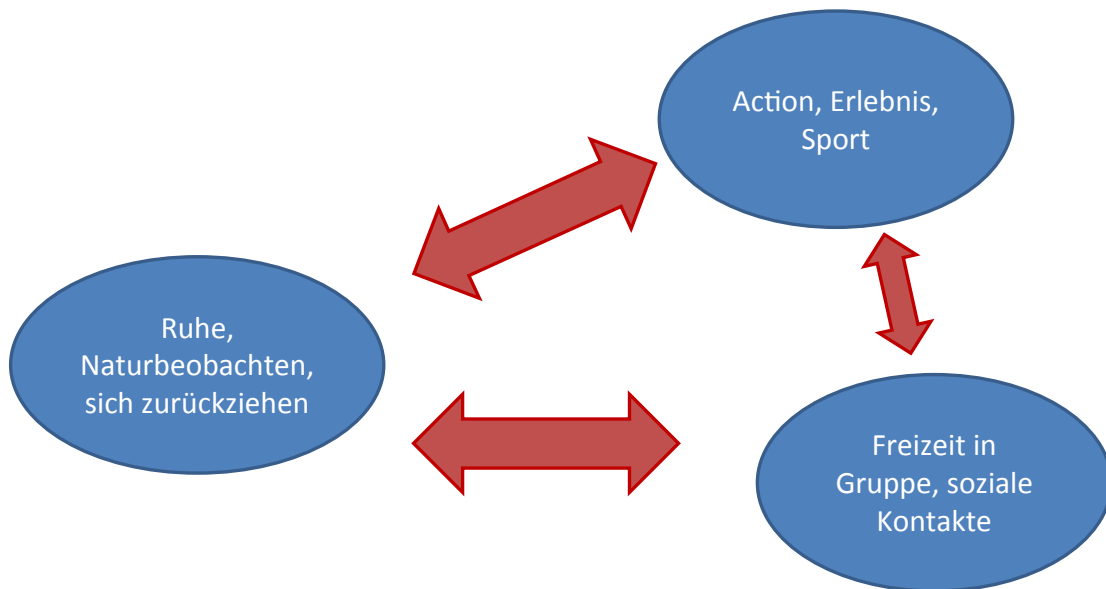 Action, Erlebnis,
Sport
Ruhe,
Naturbeobachten,
sich zurückziehen
Freizeit in
Gruppe, soziale
Kontakte